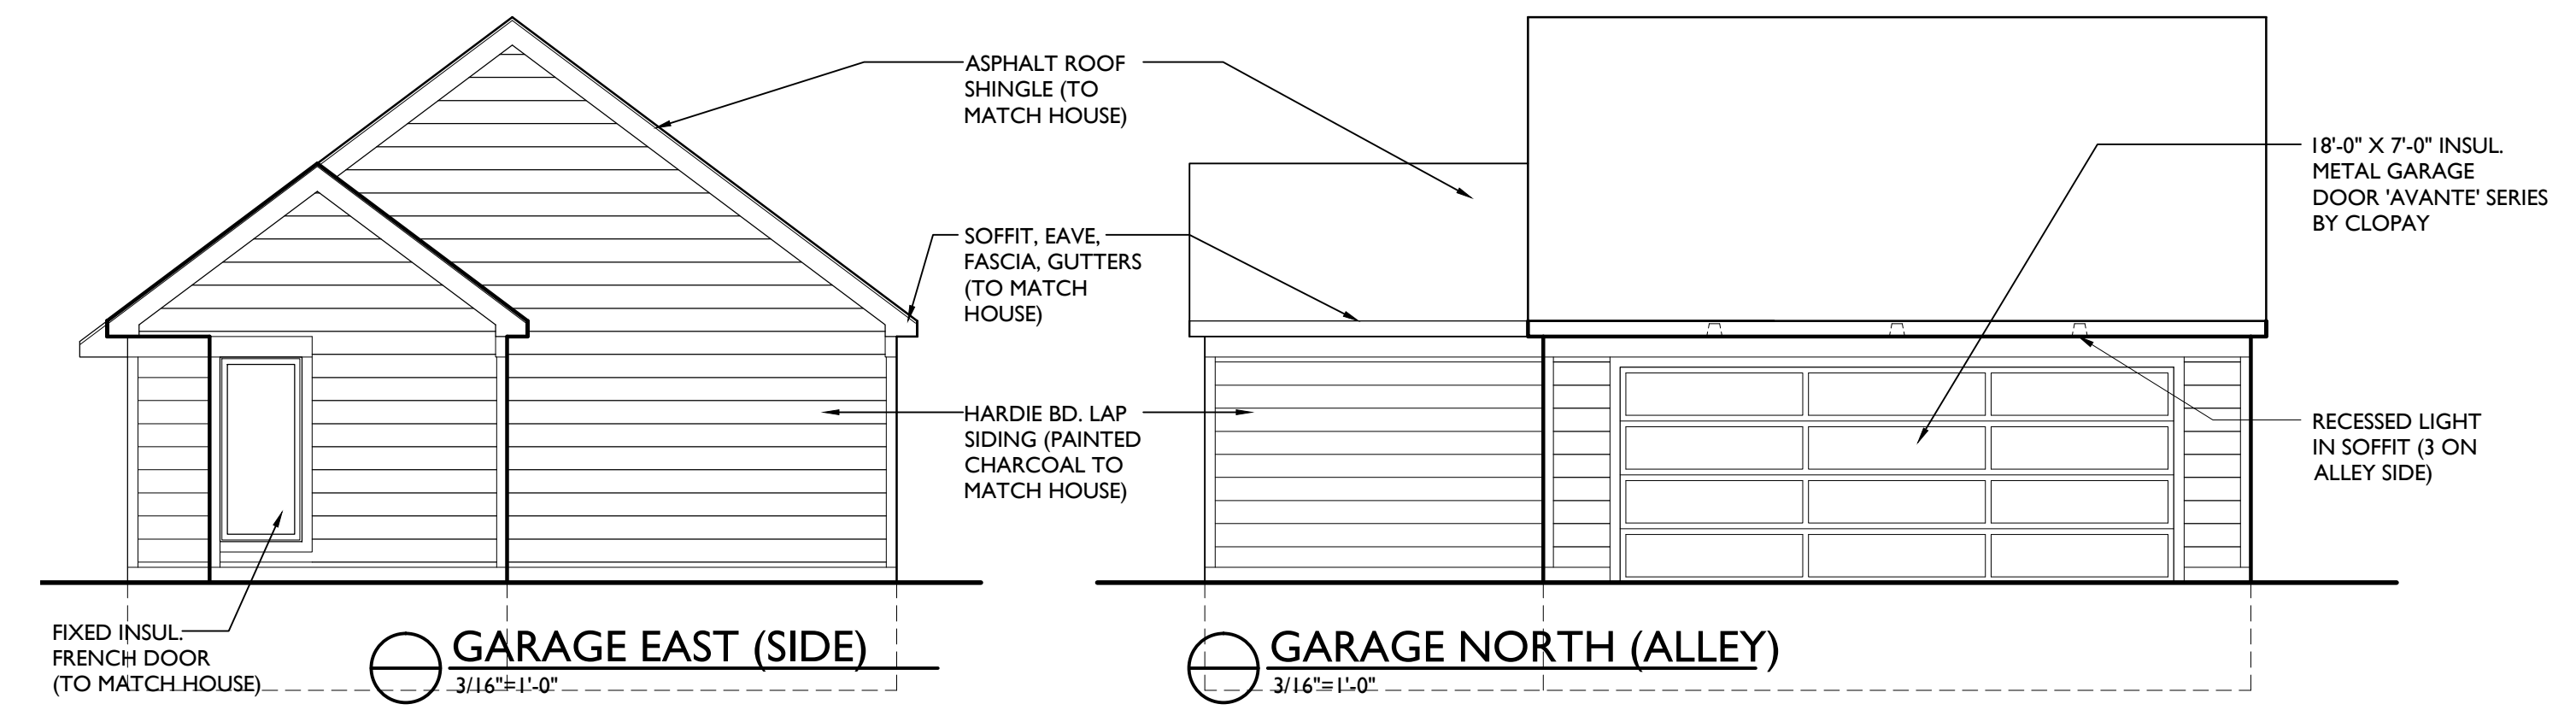 ASPHALT ROOF
SHINGLE (TO
MATCH HOUSE)
SOFFIT, EAVE,
FASCIA, GUTTERS
(TO MATCH
HOUSE)
HARDIE BD. LAP
SIDING (PAINTED
CHARCOAL TO
MATCH HOUSE)
18'-0" X 7'-0" INSUL.
METAL GARAGE
DOOR 'AVANTE' SERIES
BY CLOPAY
RECESSED LIGHT
IN SOFFIT (3 ON
ALLEY SIDE)
FIXED INSUL.
FRENCH DOOR
(TO MATCH HOUSE)
GARAGE EAST (SIDE)
3/16"=1'-0"
GARAGE NORTH (ALLEY)
3/16"=1'-0"